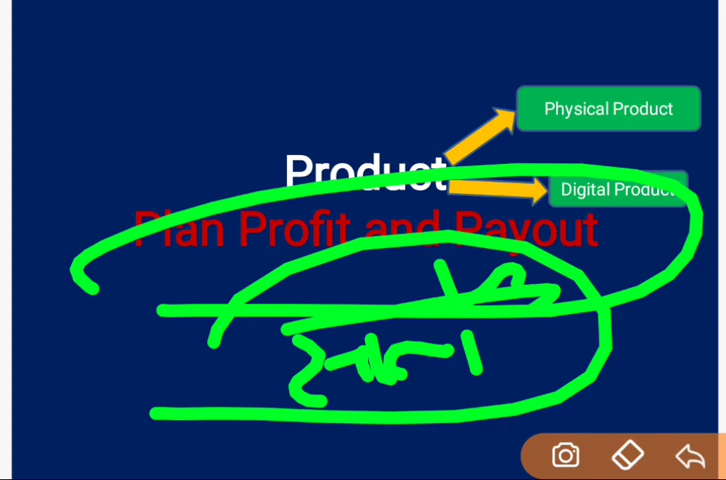 Physical Product
Product
Digital Product
Plan Profit and Payout